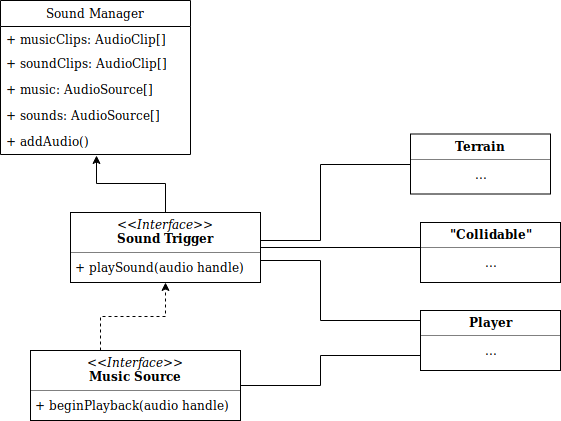 Sound Manager
+ musicClips: AudioClip[]
+ soundClips: AudioClip[]
+ music: AudioSource[]
+ sounds: AudioSource[]
+ addAudio()
Terrain
...
<<Interface>>
Sound Trigger
+ playSound(audio handle)
"Collidable"
...
Player
...
<<Interface>>
Music Source
+ beginPlayback(audio handle)